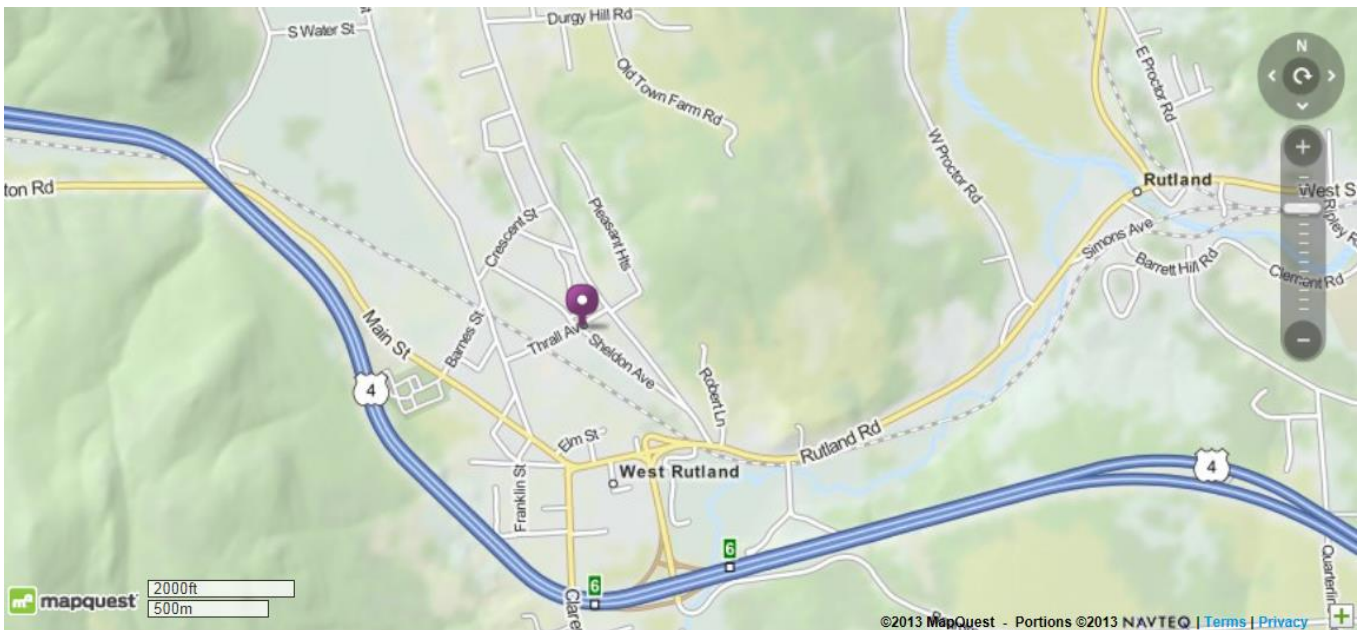 S Water St
Durgy Hill Rd
Old Town Farm Rd
E Proctor Rd
N
W Proctor Rd
ton Rd
Rutland
West S
Ripley R
Crescent St
Pleasant Hts
Simons Ave
Barrett Hill Rd
Clement Rd
Main St
Barnes St
Thrall Ave
Sheldon Ave
Robert Ln
4
Elm St
Rutland Rd
West Rutland
4
Franklin St
6
6
Quarterlin
Clare
2000ft
500m
mapquest
©2013 MapQuest - Portions ©2013 NAVTEQ | Terms | Privacy